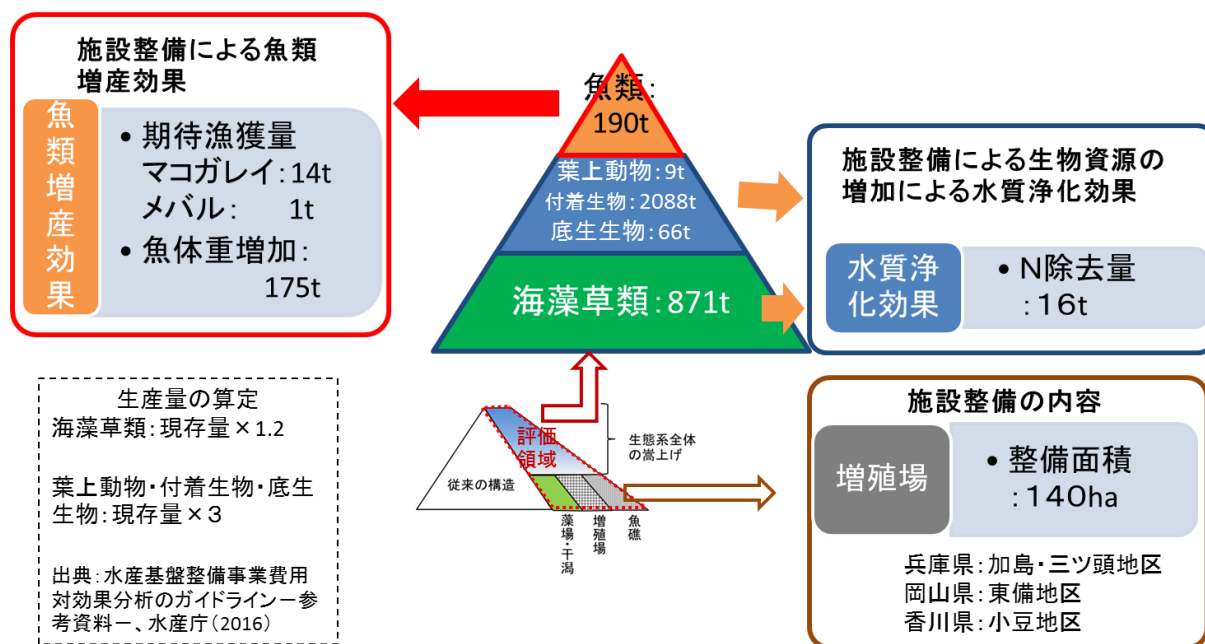 施設整備による魚類
増産効果
魚類増産効果
• 期待漁獲量
マコガレイ:14t
メバル: 1t
• 魚体重増加:
175t
魚類:
190t
葉上動物:9t
付着生物:2088t
底生生物:66t
海藻草類:871t
施設整備による生物資源の
増加による水質浄化効果
水質浄
化効果
• N除去量
:16t
生産量の算定
海藻草類:現存量×1.2
葉上動物・付着生物・底生
生物:現存量×3
出典:水産基盤整備事業費用
対効果分析のガイドライン-参
考資料-、水産庁(2016)
評価
領域
従来の構造
生態系全体
の嵩上げ
藻場・干潟
増殖場
魚礁
施設整備の内容
増殖場
• 整備面積
:140ha
兵庫県:加島・三ツ頭地区
岡山県:東備地区
香川県:小豆地区